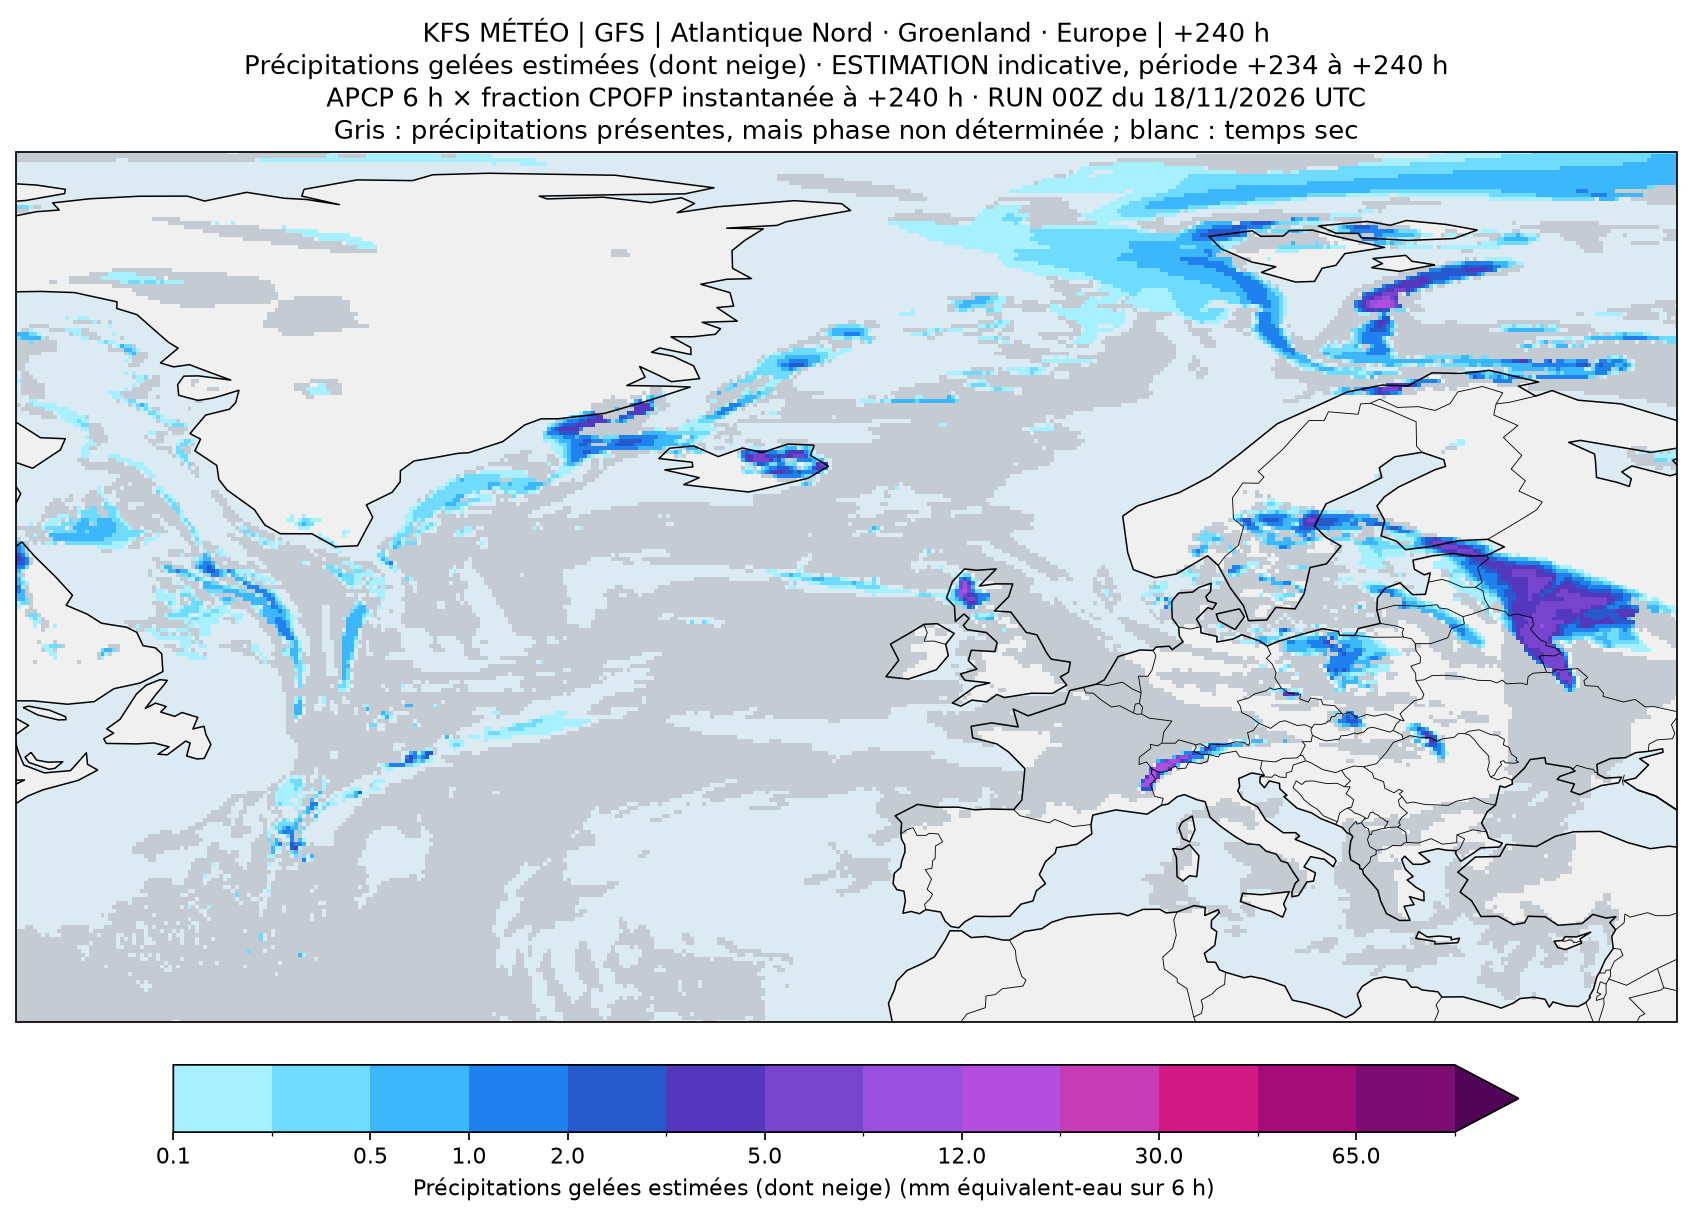 KFS MÉTÉO | GFS | Atlantique Nord · Groenland · Europe | +240 h
Précipitations gelées estimées (dont neige) · ESTIMATION indicative, période +234 à +240 h
APCP 6 h × fraction CPOFP instantanée à +240 h · RUN 00Z du 18/11/2026 UTC
Gris : précipitations présentes, mais phase non déterminée ; blanc : temps sec
0.1 0.5 1.0 2.0 5.0 12.0 30.0 65.0
Précipitations gelées estimées (dont neige) (mm équivalent-eau sur 6 h)